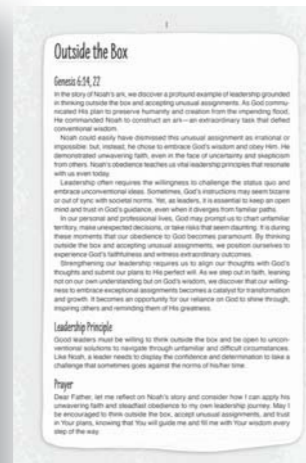 1
Outside the Box
Genesis 6:14, 22
In the story of Noah's ark, we discover a profound example of leadership grounded
in thinking outside the box and accepting unusual assignments. As God commu-
nicated His plan to preserve humanity and creation from the impending flood,
He commanded Noah to construct an ark—an extraordinary task that defied
conventional wisdom.
Noah could easily have dismissed this unusual assignment as irrational or
impossible; but, instead, he chose to embrace God's wisdom and obey Him. He
demonstrated unwavering faith, even in the face of uncertainty and skepticism
from others. Noah's obedience teaches us vital leadership principles that resonate
with us even today.
Leadership often requires the willingness to challenge the status quo and
embrace unconventional ideas. Sometimes, God's instructions may seem bizarre
or out of sync with societal norms. Yet, as leaders, it is essential to keep an open
mind and trust in God's guidance, even when it diverges from familiar paths.
In our personal and professional lives, God may prompt us to chart unfamiliar
territory, make unexpected decisions, or take risks that seem daunting. It is during
these moments that our obedience to God becomes paramount. By thinking
outside the box and accepting unusual assignments, we position ourselves to
experience God's faithfulness and witness extraordinary outcomes.
Strengthening our leadership requires us to align our thoughts with God's
thoughts and submit our plans to His perfect will. As we step out in faith, leaning
not on our own understanding but on God's wisdom, we discover that our willing-
ness to embrace exceptional assignments becomes a catalyst for transformation
and growth. It becomes an opportunity for our reliance on God to shine through,
inspiring others and reminding them of His greatness.
Leadership Principle
Good leaders must be willing to think outside the box and be open to uncon-
ventional solutions to navigate through unfamiliar and difficult circumstances.
Like Noah, a leader needs to display the confidence and determination to take a
challenge that sometimes goes against the norms of his/her time.
Prayer
Dear Father, let me reflect on Noah's story and consider how I can apply his
unwavering faith and steadfast obedience to my own leadership journey. May I
be encouraged to think outside the box, accept unusual assignments, and trust
in Your plans, knowing that You will guide me and fill me with Your wisdom every
step of the way.